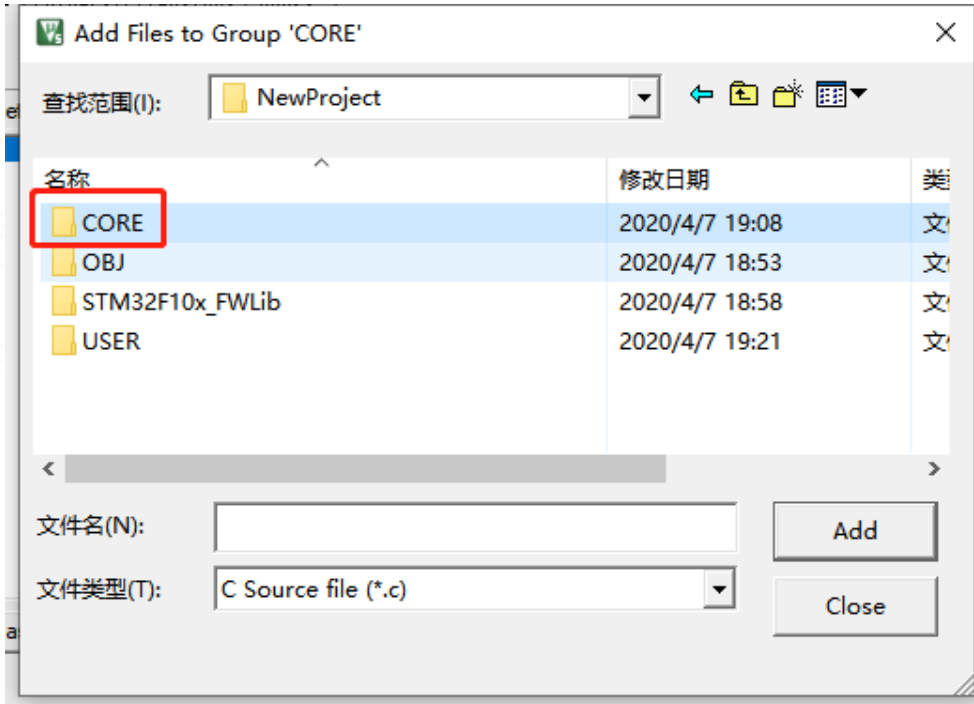 Add Files to Group 'CORE'
查找范围(I): NewProject
名称 修改日期
CORE 2020/4/7 19:08
OBJ 2020/4/7 18:53
STM32F10x_FWLib 2020/4/7 18:58
USER 2020/4/7 19:21
文件名(N): Add
文件类型(T): C Source file (*.c)
Close